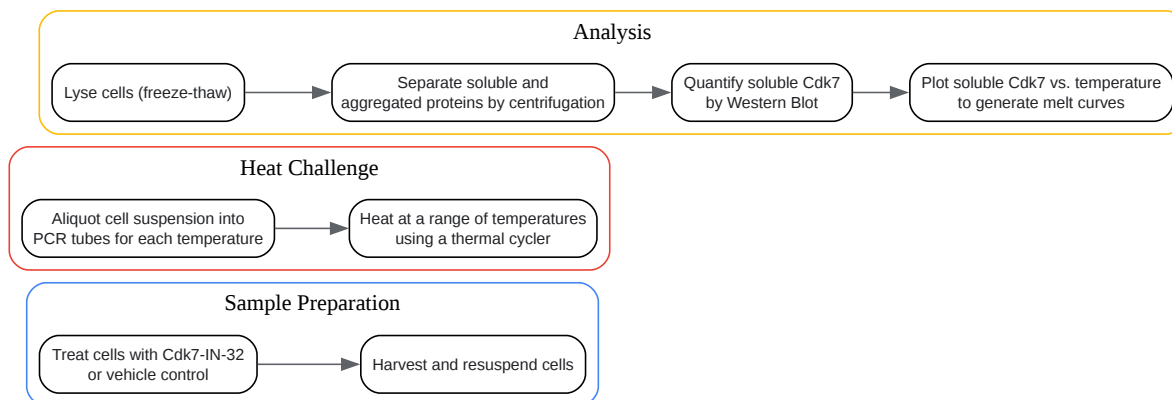 Analysis
Lyse cells (freeze-thaw)
Separate soluble and
aggregated proteins by centrifugation
Quantify soluble Cdk7
by Western Blot
Plot soluble Cdk7 vs. temperature
to generate melt curves
Heat Challenge
Aliquot cell suspension into
PCR tubes for each temperature
Heat at a range of temperatures
using a thermal cycler
Sample Preparation
Treat cells with Cdk7-IN-32
or vehicle control
Harvest and resuspend cells